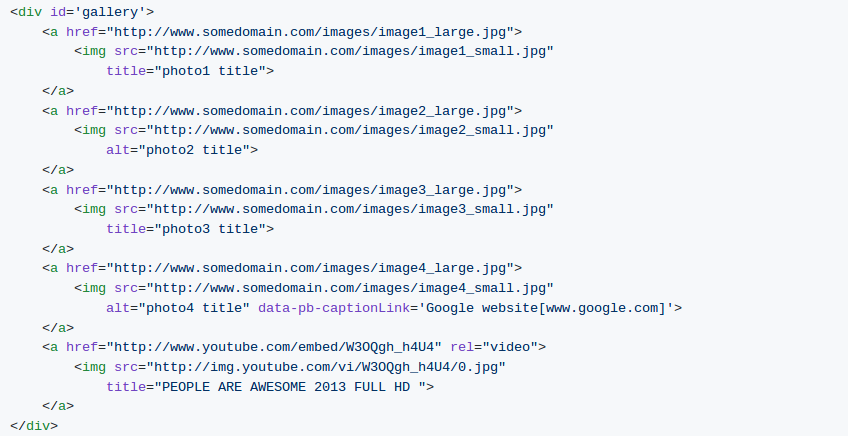 <div id='gallery'>
    <a href="http://www.somedomain.com/images/image1_large.jpg">
        <img src="http://www.somedomain.com/images/image1_small.jpg"
            title="photo1 title">
    </a>
    <a href="http://www.somedomain.com/images/image2_large.jpg">
        <img src="http://www.somedomain.com/images/image2_small.jpg"
            alt="photo2 title">
    </a>
    <a href="http://www.somedomain.com/images/image3_large.jpg">
        <img src="http://www.somedomain.com/images/image3_small.jpg"
            title="photo3 title">
    </a>
    <a href="http://www.somedomain.com/images/image4_large.jpg">
        <img src="http://www.somedomain.com/images/image4_small.jpg"
            alt="photo4 title" data-pb-captionLink='Google website[www.google.com]'>
    </a>
    <a href="http://www.youtube.com/embed/W3OQgh_h4U4" rel="video">
        <img src="http://img.youtube.com/vi/W3OQgh_h4U4/0.jpg"
            title="PEOPLE ARE AWESOME 2013 FULL HD ">
    </a>
</div>